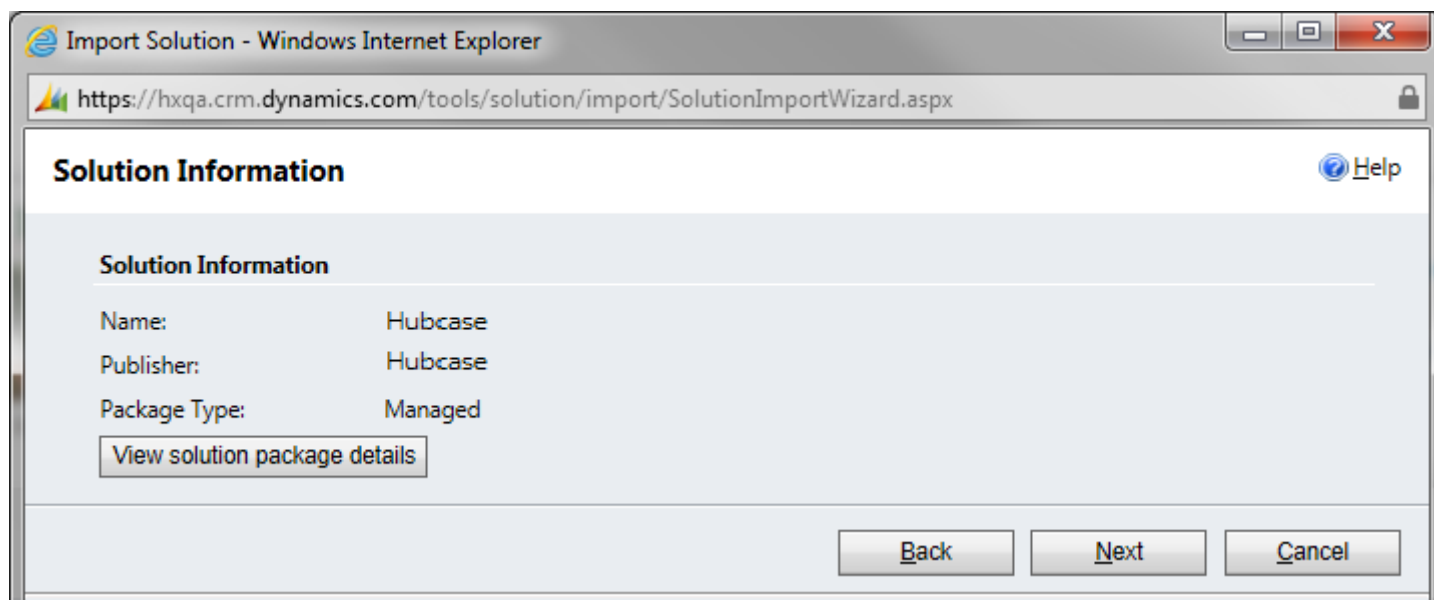 Import Solution - Windows Internet Explorer
https://hxqa.crm.dynamics.com/tools/solution/import/SolutionImportWizard.aspx
Solution Information
Help
Solution Information
Name: Hubcase
Publisher: Hubcase
Package Type: Managed
View solution package details
Back Next Cancel